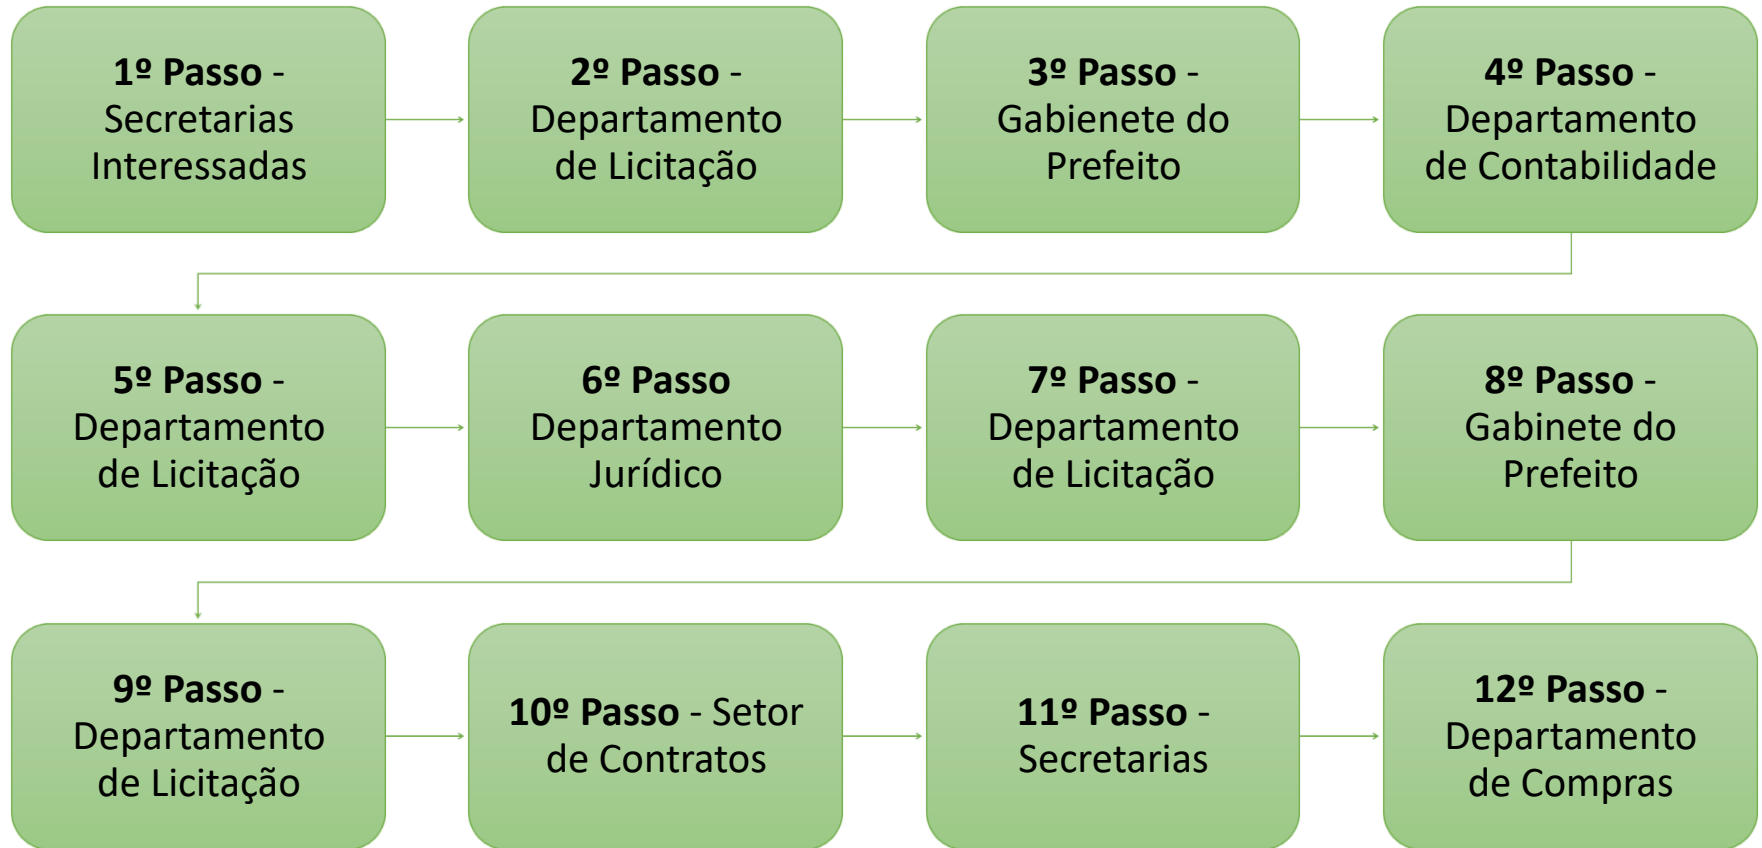 1º Passo -
Secretarias
Interessadas
2º Passo -
Departamento
de Licitação
3º Passo -
Gabienete do
Prefeito
4º Passo -
Departamento
de Contabilidade
5º Passo -
Departamento
de Licitação
6º Passo
Departamento
Jurídico
7º Passo -
Departamento
de Licitação
8º Passo -
Gabinete do
Prefeito
9º Passo -
Departamento
de Licitação
10º Passo - Setor
de Contratos
11º Passo -
Secretarias
12º Passo -
Departamento
de Compras